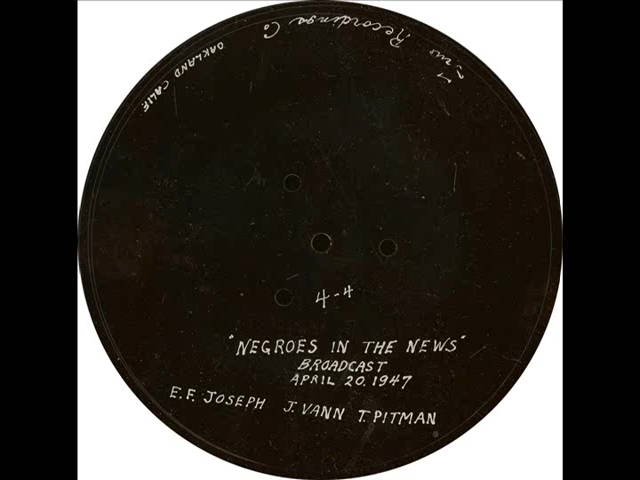 Recordings Co
OAKLAND CALIF.
4-4
"NEGROES IN THE NEWS"
BROADCAST
APRIL 20, 1947
E.F. JOSEPH J. VANN T. PITMAN